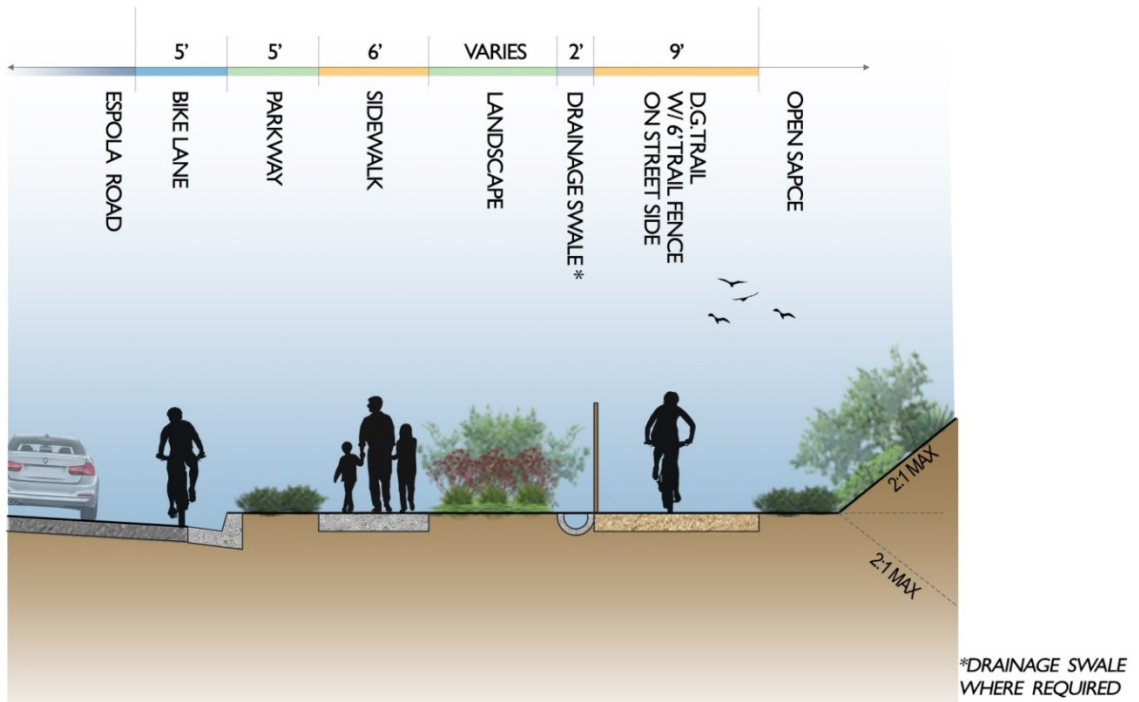 5'
5'
6'
VARIES
2'
9'
ESPOLA ROAD
BIKE LANE
PARKWAY
SIDEWALK
LANDSCAPE
DRAINAGE SWALE *
D.G.TRAIL
W/ 6'TRAIL FENCE
ON STREET SIDE
OPEN SAPCE
2:1 MAX
2:1 MAX
*DRAINAGE SWALE
WHERE REQUIRED